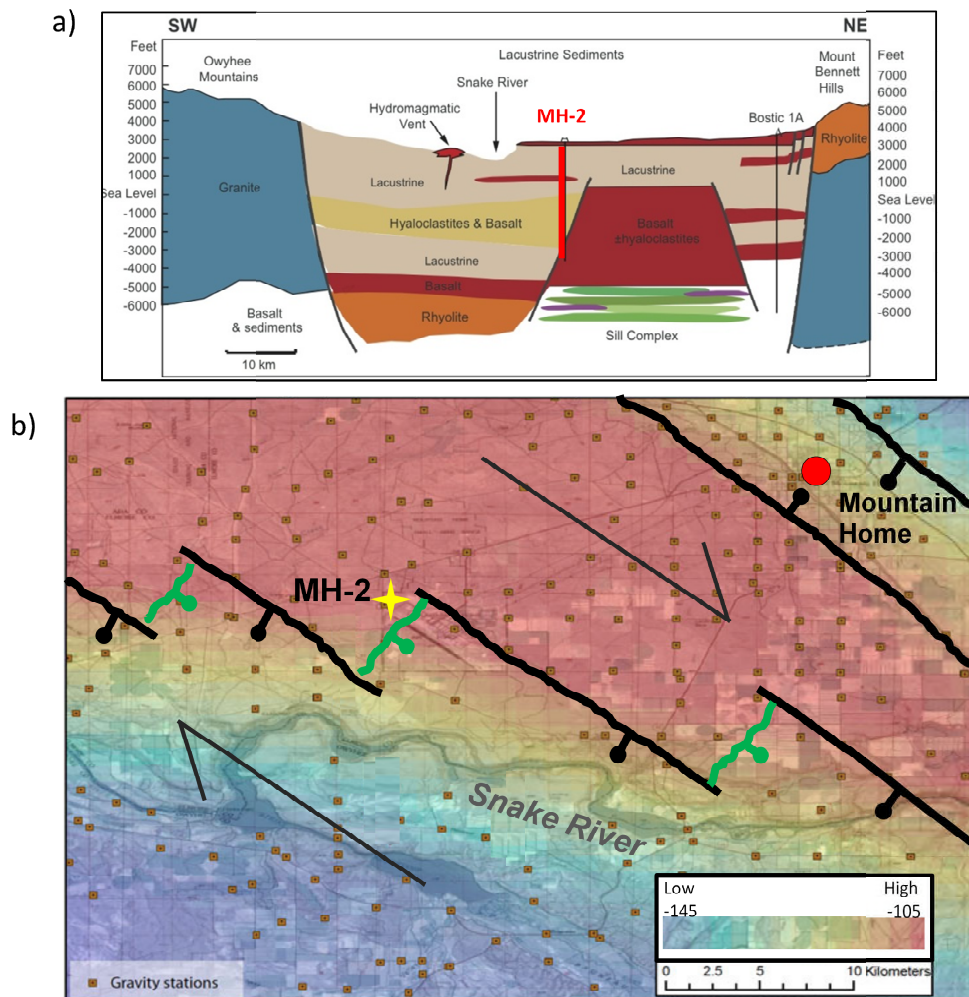 a)
SW
NE
Feet
7000
6000
5000
4000
3000
2000
1000
Sea Level
-1000
-2000
-3000
-4000
-5000
-6000
Owyhee
Mountains
Lacustrine Sediments
Snake River
Hydromagmatic
Vent
MH-2
Bostic 1A
Mount
Bennett
Hills
Feet
7000
6000
5000
4000
3000
2000
1000
Sea Level
-1000
-2000
-3000
-4000
-5000
-6000
Rhyolite
Granite
Lacustrine
Lacustrine
Hyaloclastites & Basalt
Basalt
±hyaloclastites
Lacustrine
Basalt
Rhyolite
Basalt
& sediments
Sill Complex
10 km
b)
Mountain
Home
MH-2
Snake River
Low
High
-145
-105
0
2.5
5
10 Kilometers
Gravity stations